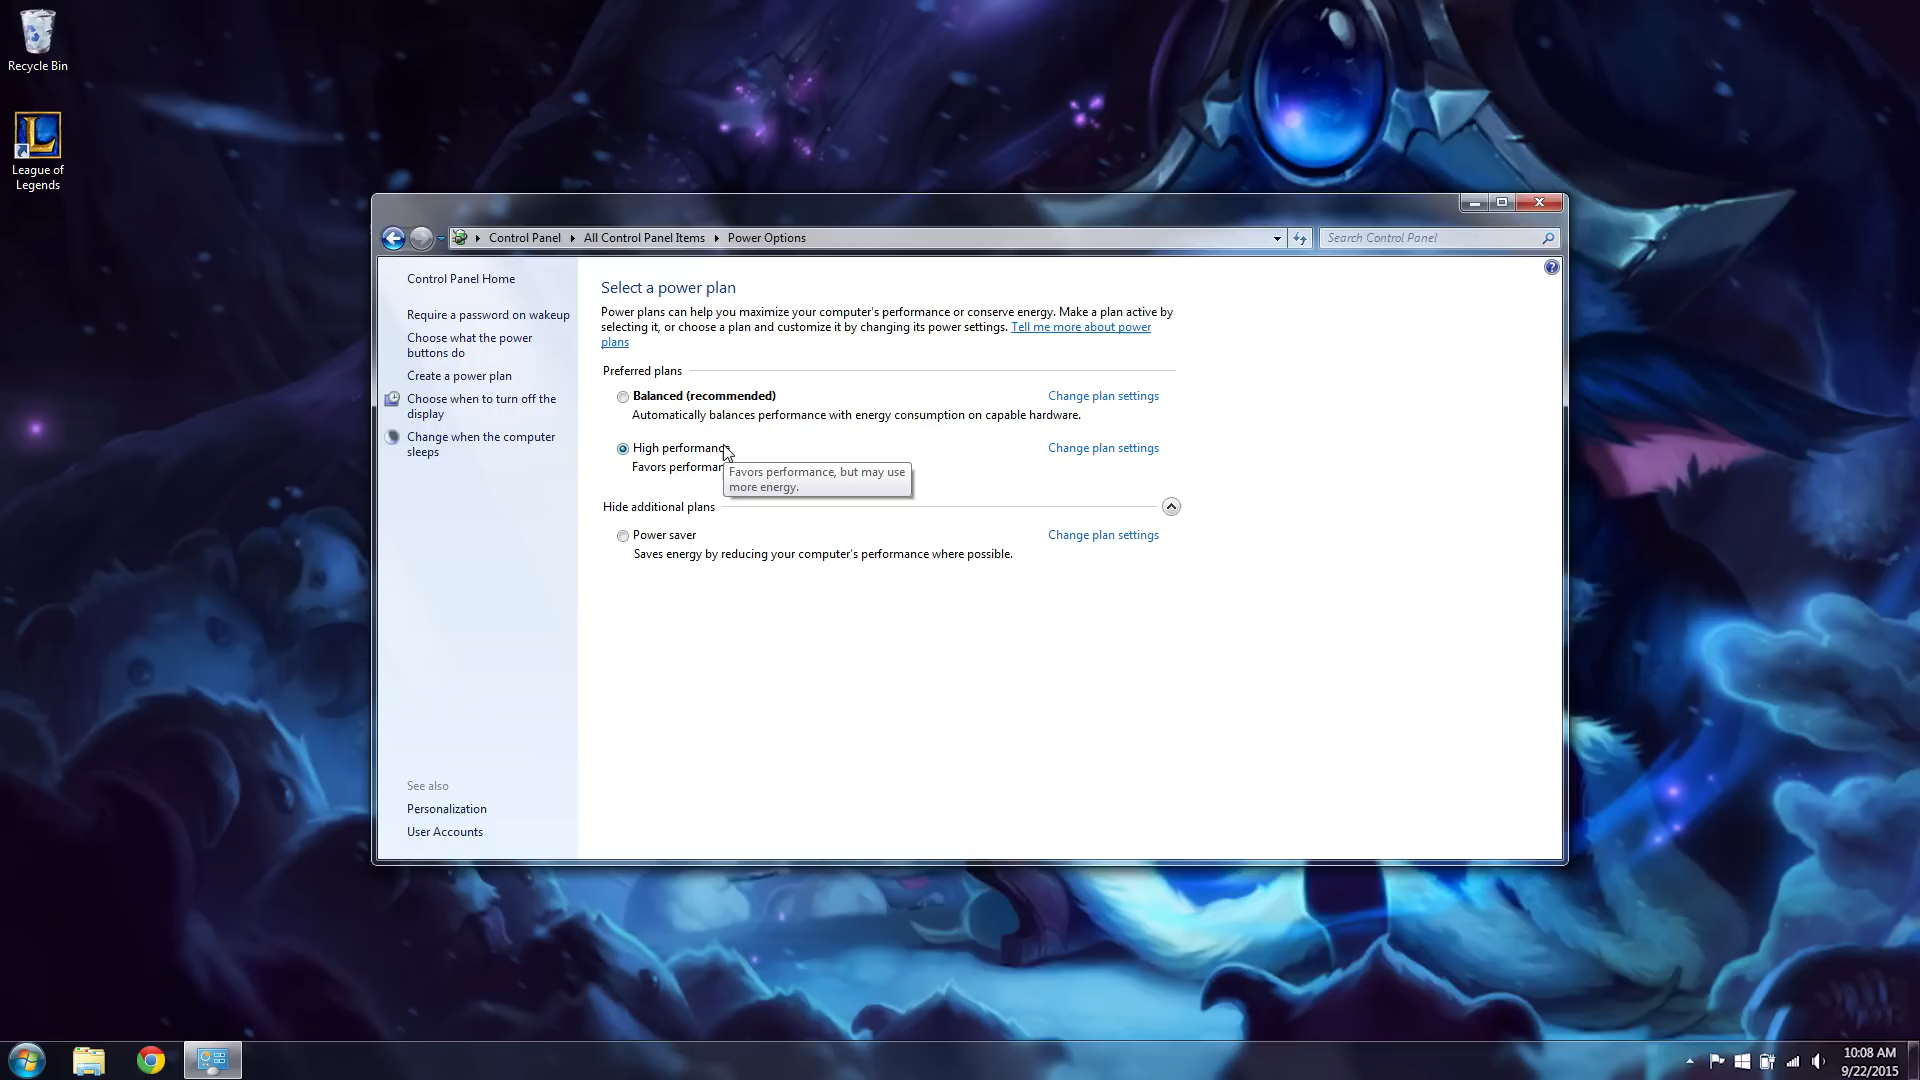 Recycle Bin
League of
Legends
Control Panel
All Control Panel Items
Power Options
Search Control Panel
Control Panel Home
Require a password on wakeup
Choose what the power
buttons do
Create a power plan
Choose when to turn off the
display
Change when the computer
sleeps
See also
Personalization
User Accounts
Select a power plan
Power plans can help you maximize your computer's performance or conserve energy. Make a plan active by
selecting it, or choose a plan and customize it by changing its power settings. Tell me more about power
plans
Preferred plans
Balanced (recommended) Change plan settings
Automatically balances performance with energy consumption on capable hardware.
High performance Change plan settings
Favors
Favors performance, but may use
more energy.
Hide additional plans
Power saver Change plan settings
Saves energy by reducing your computer's performance where possible.
10:08 AM
9/22/2015